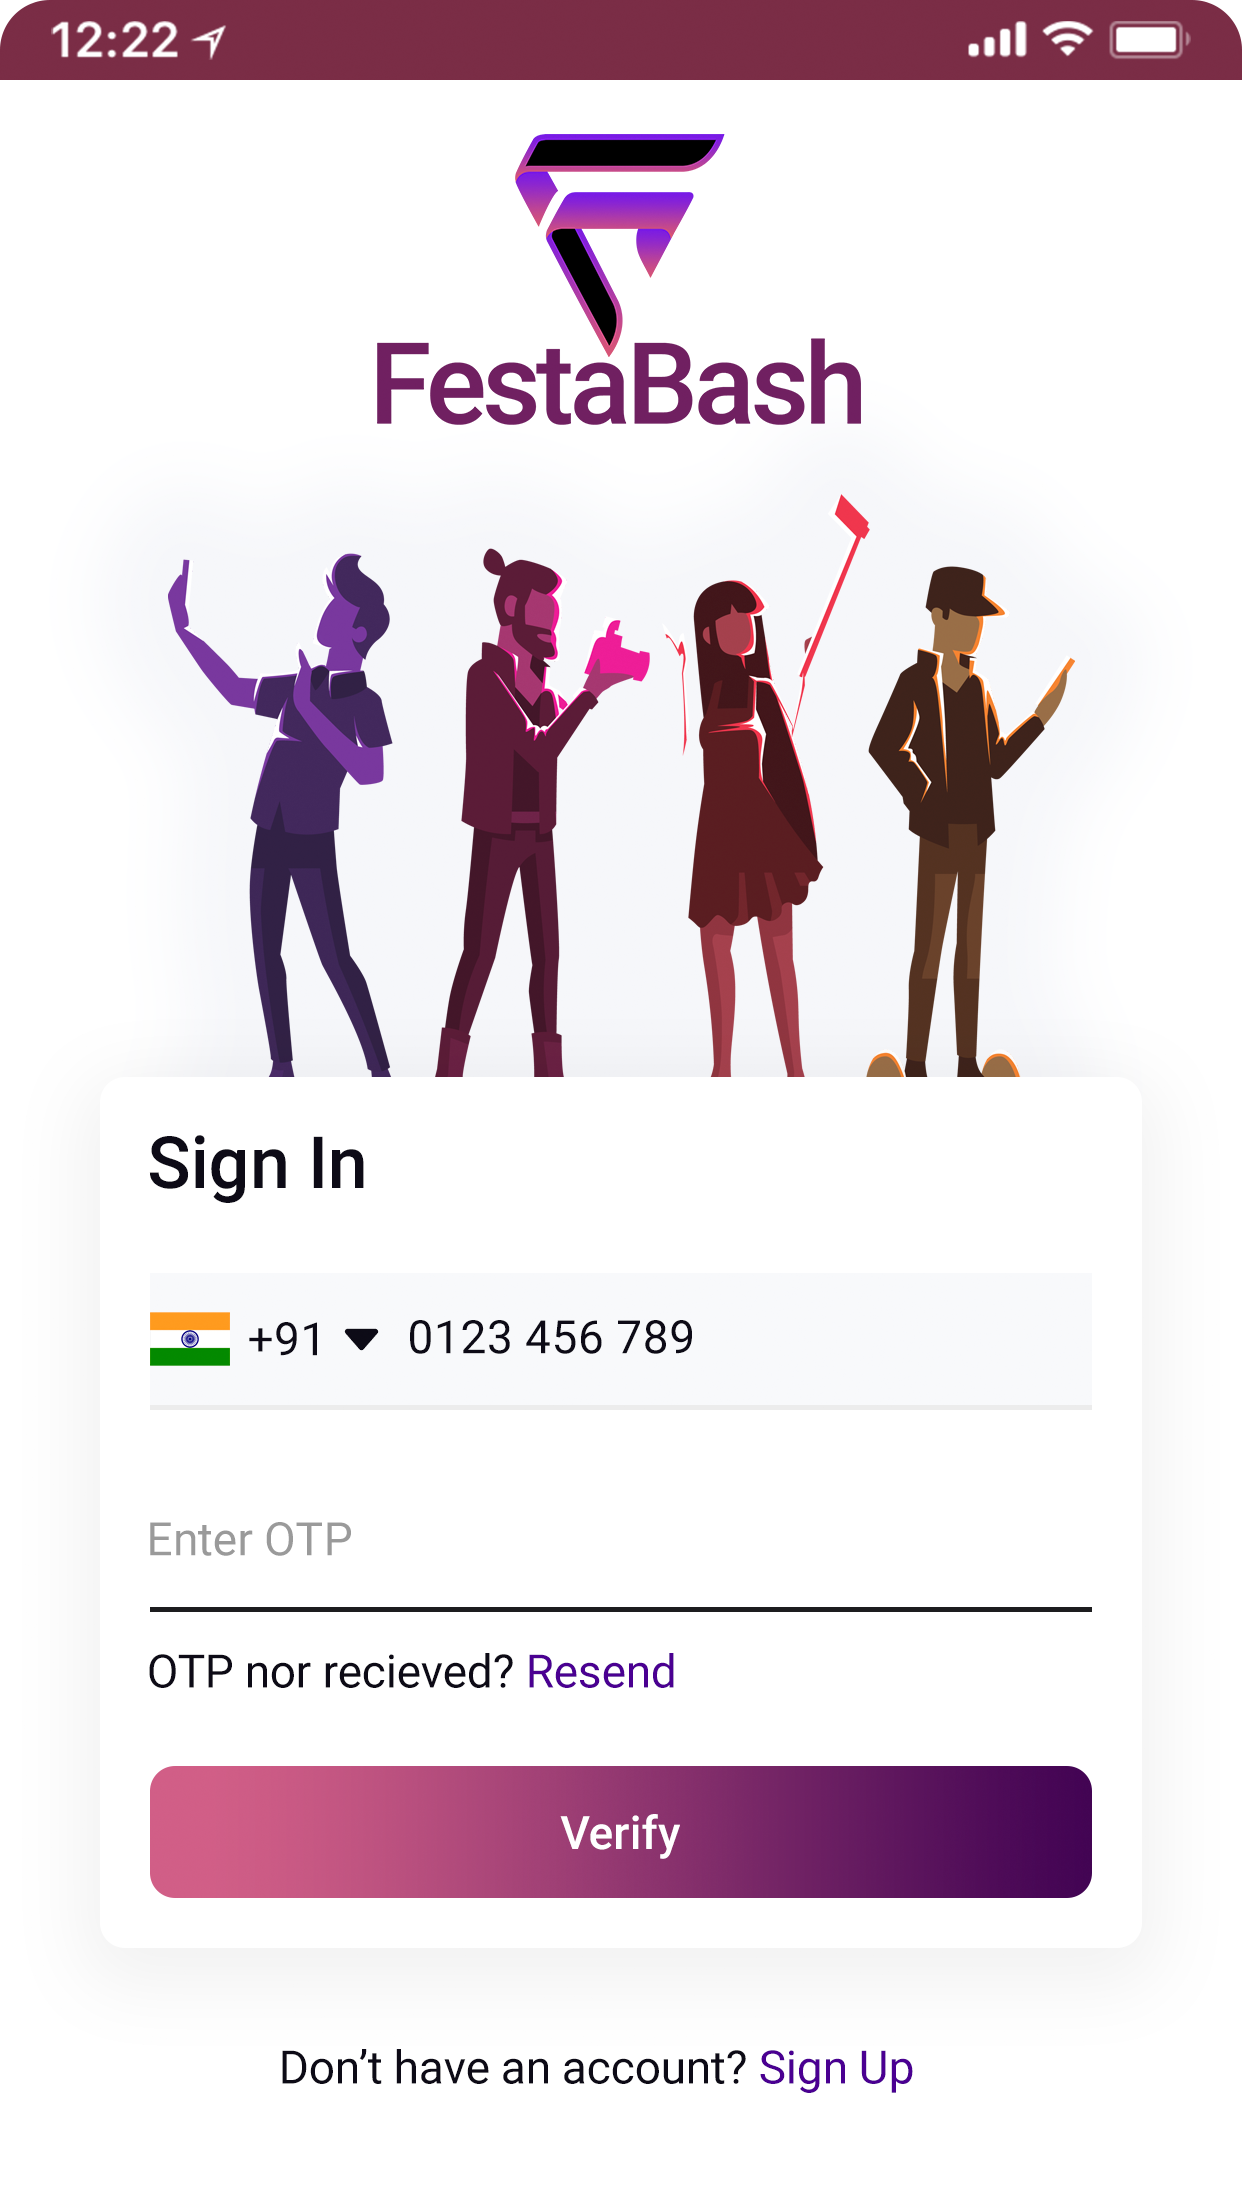 12:22
FestaBash
Sign In
+91 0123 456 789
Enter OTP
OTP nor recieved? Resend
Verify
Don’t have an account? Sign Up